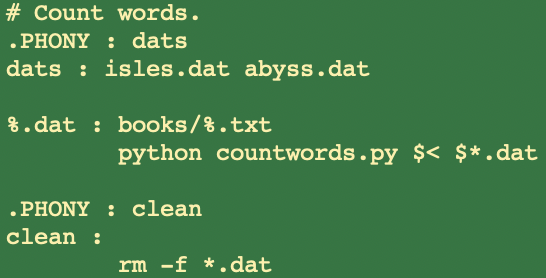 # Count words.
.PHONY : dats
dats : isles.dat abyss.dat

%.dat : books/%.txt
        python countwords.py $< $*.dat

.PHONY : clean
clean :
        rm -f *.dat